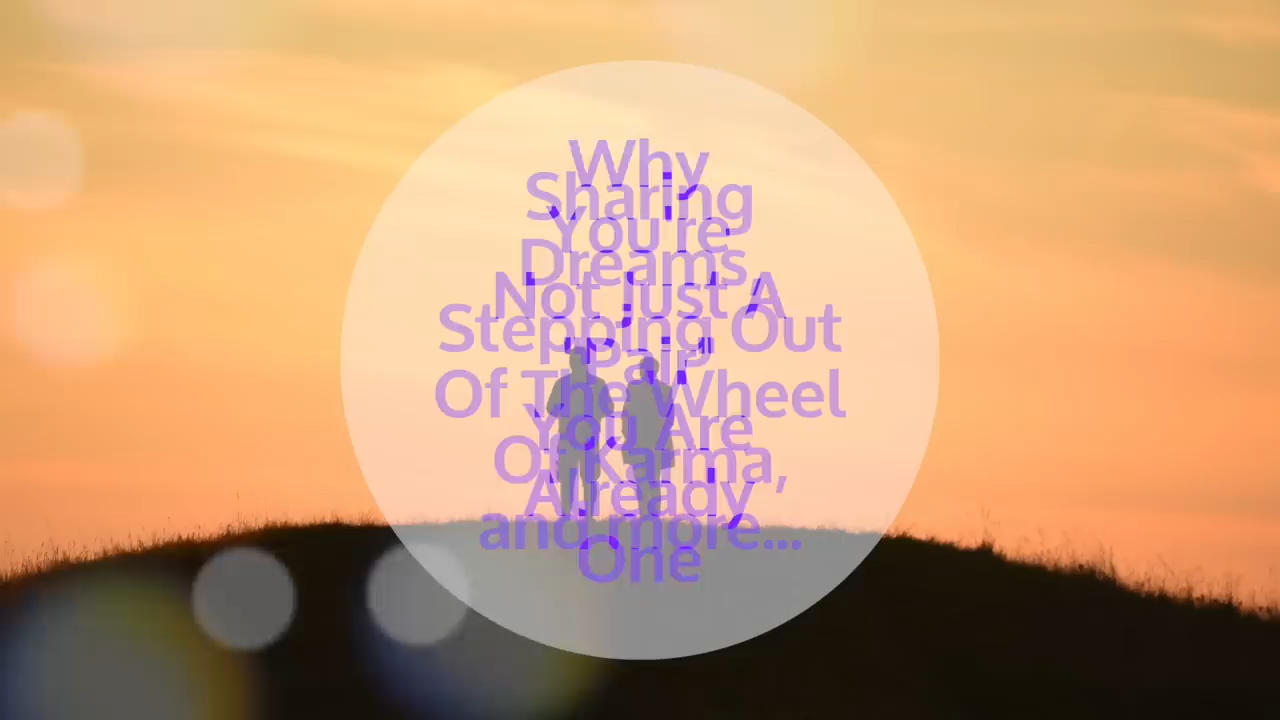 Why
Sharing
You're
Dreams
Not Just A
Stepping Out
"Pair"
Of The Wheel
You Are
Of Karma,
Already
and more...
One